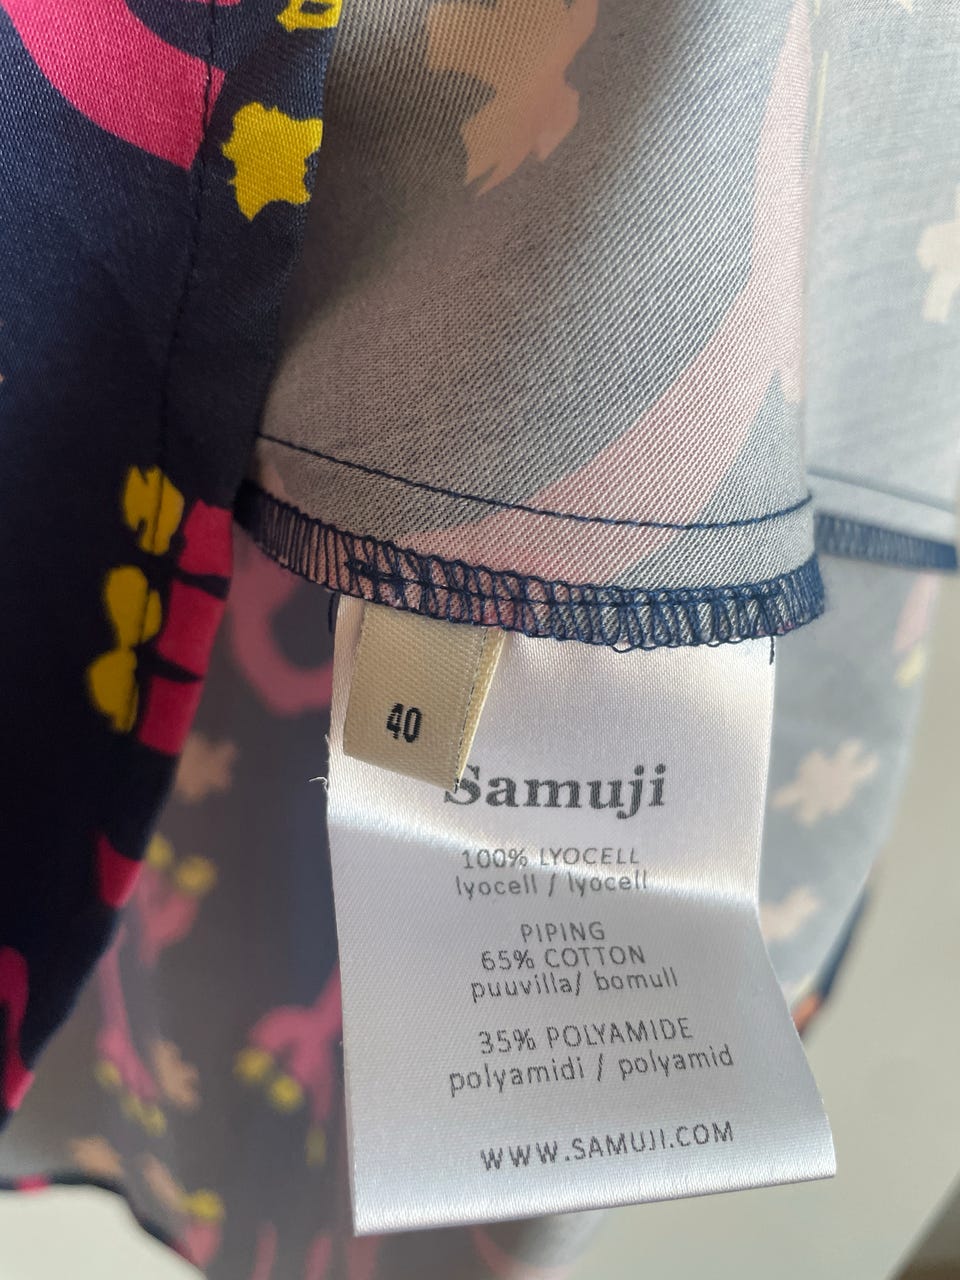 40
Samuji
100% LYOCELL
lyocell / lyocell
PIPING
65% COTTON
puuvilla/ bomull
35% POLYAMIDE
polyamidi / polyamid
WWW.SAMUJI.COM